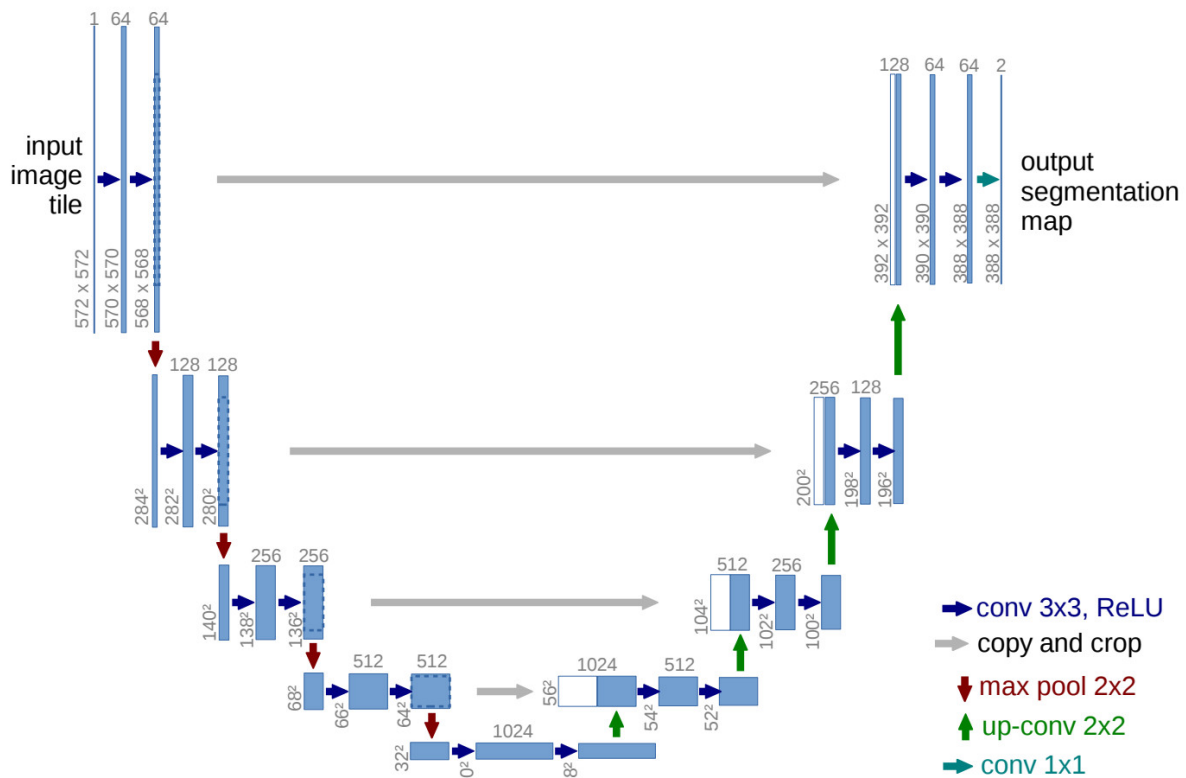 1 64 64
input
image
tile
572 x 572
570 x 570
568 x 568
128 64 64 2
output
segmentation
map
392 x 392
390 x 390
388 x 388
388 x 388
128 128
284²
282²
280²
256 128
200²
198²
196²
256 256
140²
138²
136²
512 256
104²
102²
100²
512 512
68²
66²
64²
1024 512
56²
54²
52²
1024
32²
0²
8²
conv 3x3, ReLU
copy and crop
max pool 2x2
up-conv 2x2
conv 1x1